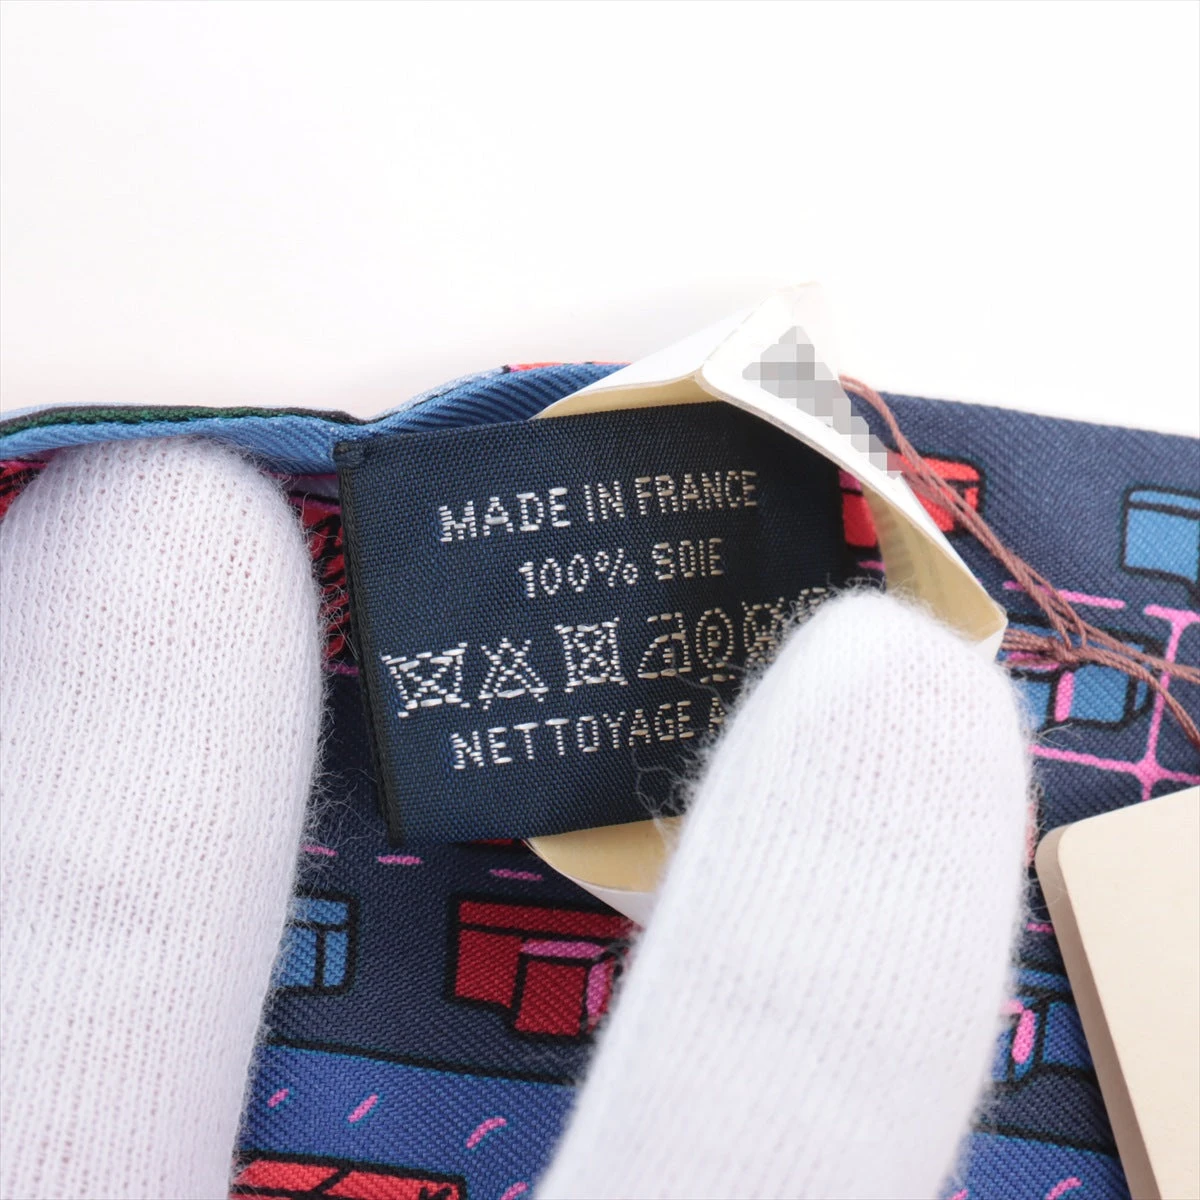 MADE IN FRANCE
100% SOIE
NETTOYAGE A